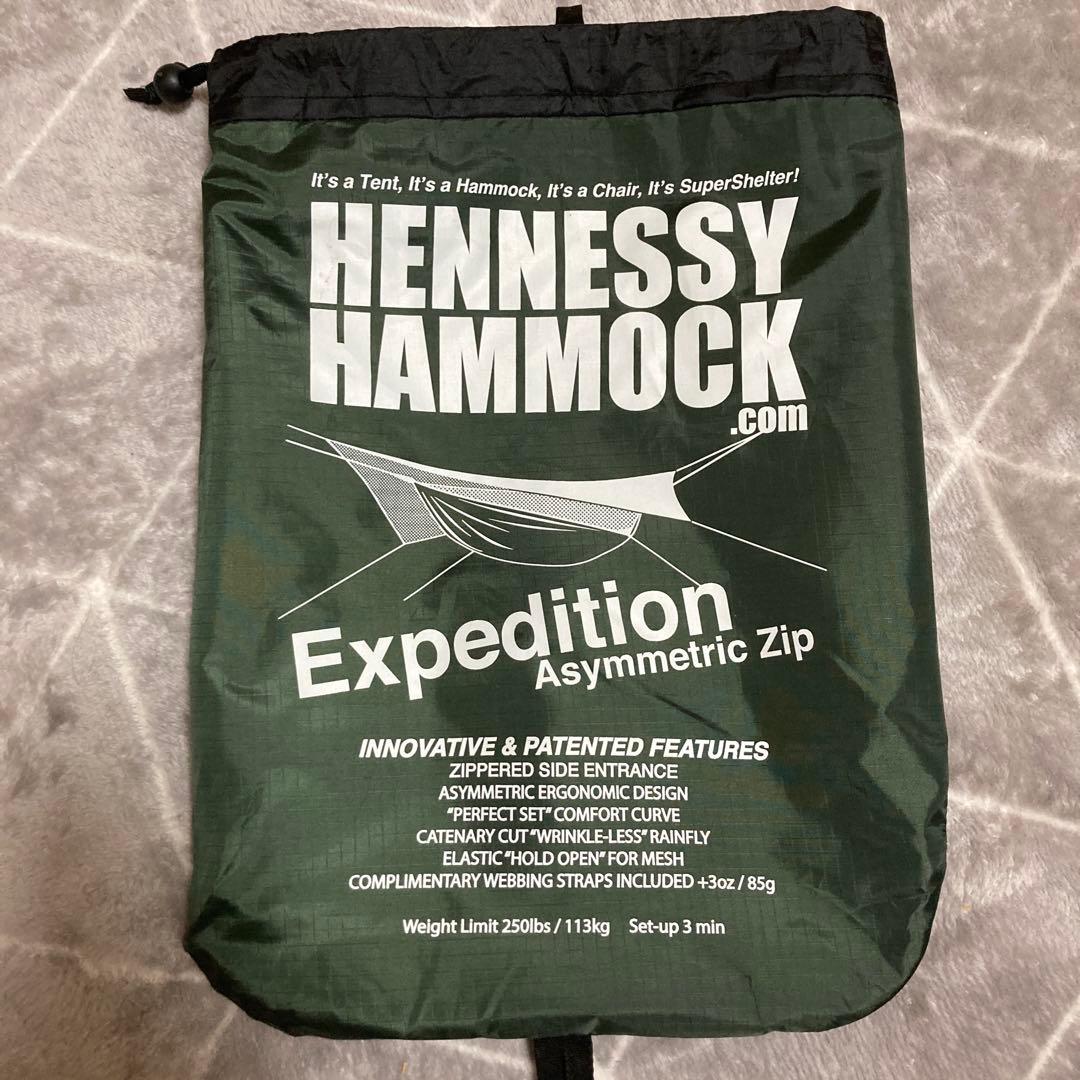 It's a Tent, It's a Hammock, It's a Chair, It's SuperShelter!
HENNESSY
HAMMOCK
.com
Expedition
Asymmetric Zip
INNOVATIVE & PATENTED FEATURES
ZIPPERED SIDE ENTRANCE
ASYMMETRIC ERGONOMIC DESIGN
"PERFECT SET" COMFORT CURVE
CATENARY CUT "WRINKLE-LESS" RAINFLY
ELASTIC "HOLD OPEN" FOR MESH
COMPLIMENTARY WEBBING STRAPS INCLUDED +3oz / 85g
Weight Limit 250lbs / 113kg Set-up 3 min